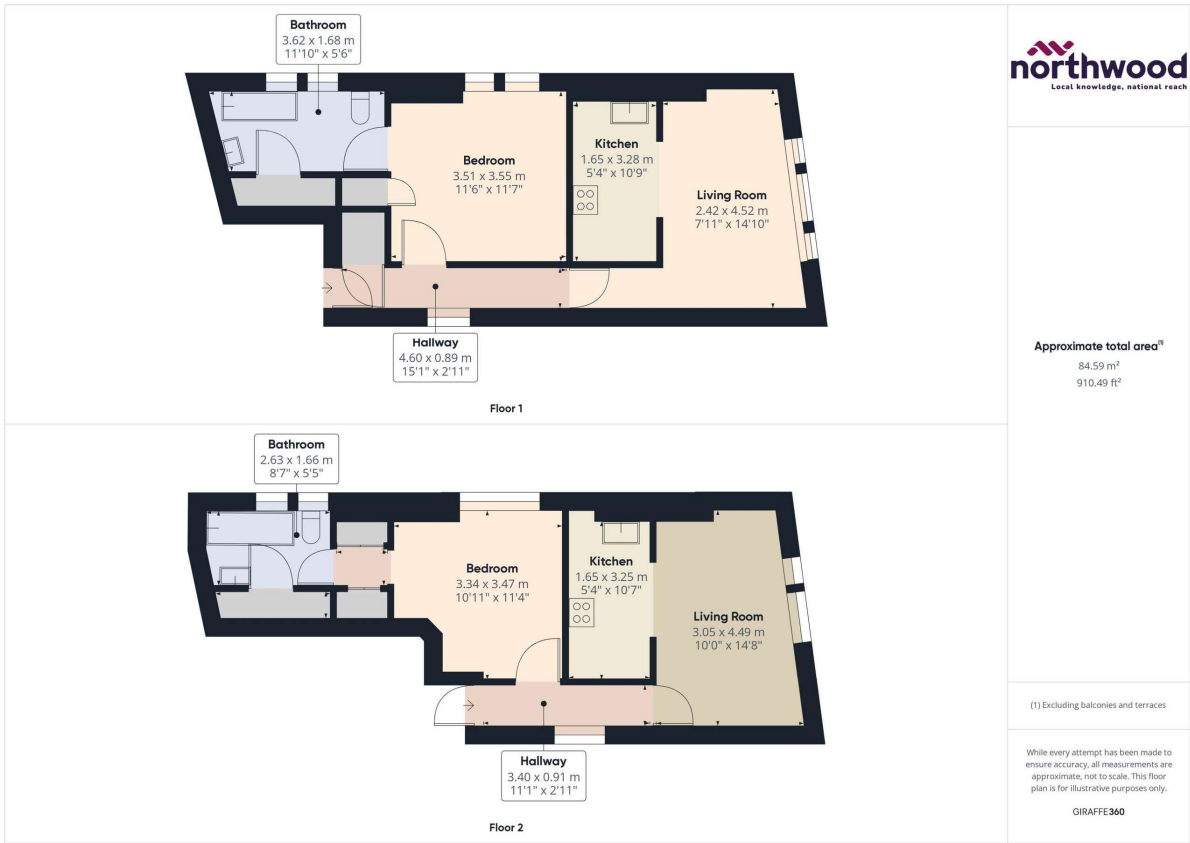 Bathroom
3.62 x 1.68 m
11'10" x 5'6"
Bedroom
3.51 x 3.55 m
11'6" x 11'7"
Kitchen
1.65 x 3.28 m
5'4" x 10'9"
Living Room
2.42 x 4.52 m
7'11" x 14'10"
Hallway
4.60 x 0.89 m
15'1" x 2'11"
Floor 1
Bathroom
2.63 x 1.66 m
8'7" x 5'5"
Bedroom
3.34 x 3.47 m
10'11" x 11'4"
Kitchen
1.65 x 3.25 m
5'4" x 10'7"
Living Room
3.05 x 4.49 m
10'0" x 14'8"
Hallway
3.40 x 0.91 m
11'1" x 2'11"
Floor 2
northwood
Local knowledge, national reach
Approximate total area(1)
84.59 m²
910.49 ft²
(1) Excluding balconies and terraces
While every attempt has been made to
ensure accuracy, all measurements are
approximate, not to scale. This floor
plan is for illustrative purposes only.
GIRAFFE360